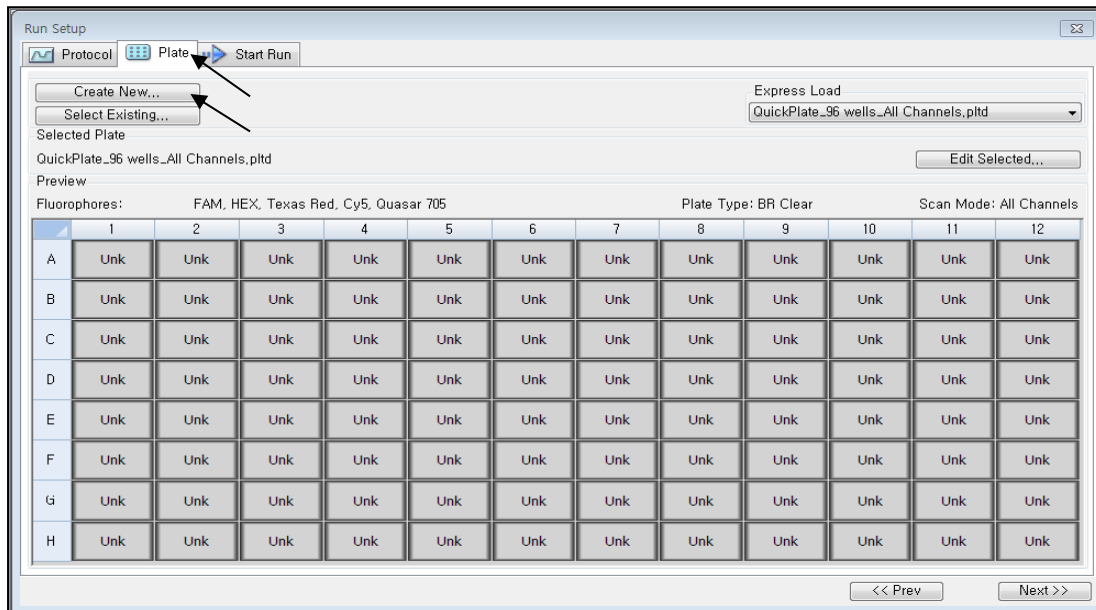 Run Setup
Protocol Plate Start Run
Create New... Express Load
Select Existing... QuickPlate_96 wells_All Channels.pltd
Selected Plate
QuickPlate_96 wells_All Channels.pltd Edit Selected...
Preview
Fluorophores: FAM, HEX, Texas Red, Cy5, Quasar 705 Plate Type: BR Clear Scan Mode: All Channels
1 2 3 4 5 6 7 8 9 10 11 12
A Unk Unk Unk Unk Unk Unk Unk Unk Unk Unk Unk Unk
B Unk Unk Unk Unk Unk Unk Unk Unk Unk Unk Unk Unk
C Unk Unk Unk Unk Unk Unk Unk Unk Unk Unk Unk Unk
D Unk Unk Unk Unk Unk Unk Unk Unk Unk Unk Unk Unk
E Unk Unk Unk Unk Unk Unk Unk Unk Unk Unk Unk Unk
F Unk Unk Unk Unk Unk Unk Unk Unk Unk Unk Unk Unk
G Unk Unk Unk Unk Unk Unk Unk Unk Unk Unk Unk Unk
H Unk Unk Unk Unk Unk Unk Unk Unk Unk Unk Unk Unk
<< Prev Next >>